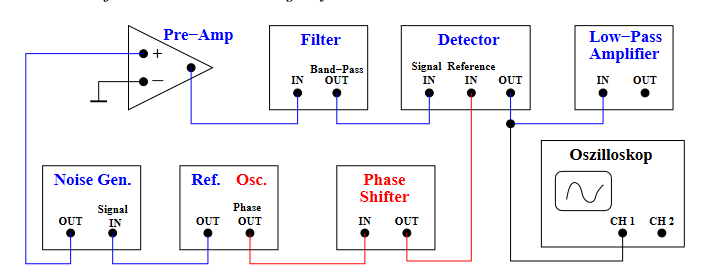 Pre−Amp
+
−
Filter
Band−Pass
IN OUT
Detector
Signal Reference
IN IN OUT
Low−Pass
Amplifier
IN OUT
Noise Gen.
Signal
OUT IN
Ref. Osc.
Phase
OUT OUT
Phase
Shifter
IN OUT
Oszilloskop
CH 1 CH 2